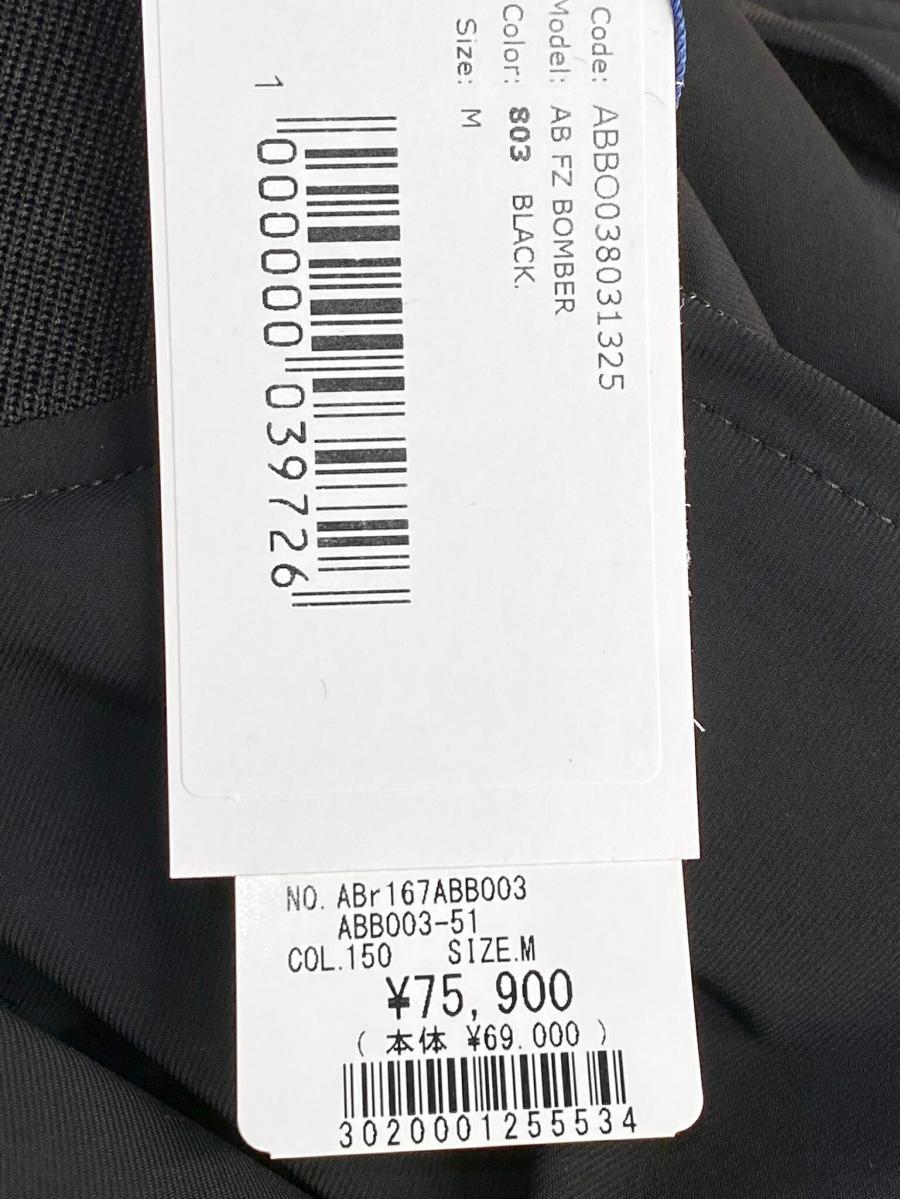 Code: ABBO038031325
Model: AB FZ BOMBER
Color: 803 BLACK.
Size: M
1 000000 039726
NO. ABr167ABB003
ABB003-51
COL.150 SIZE.M
¥75,900
( 本体 ¥69.000 )
3020001255534